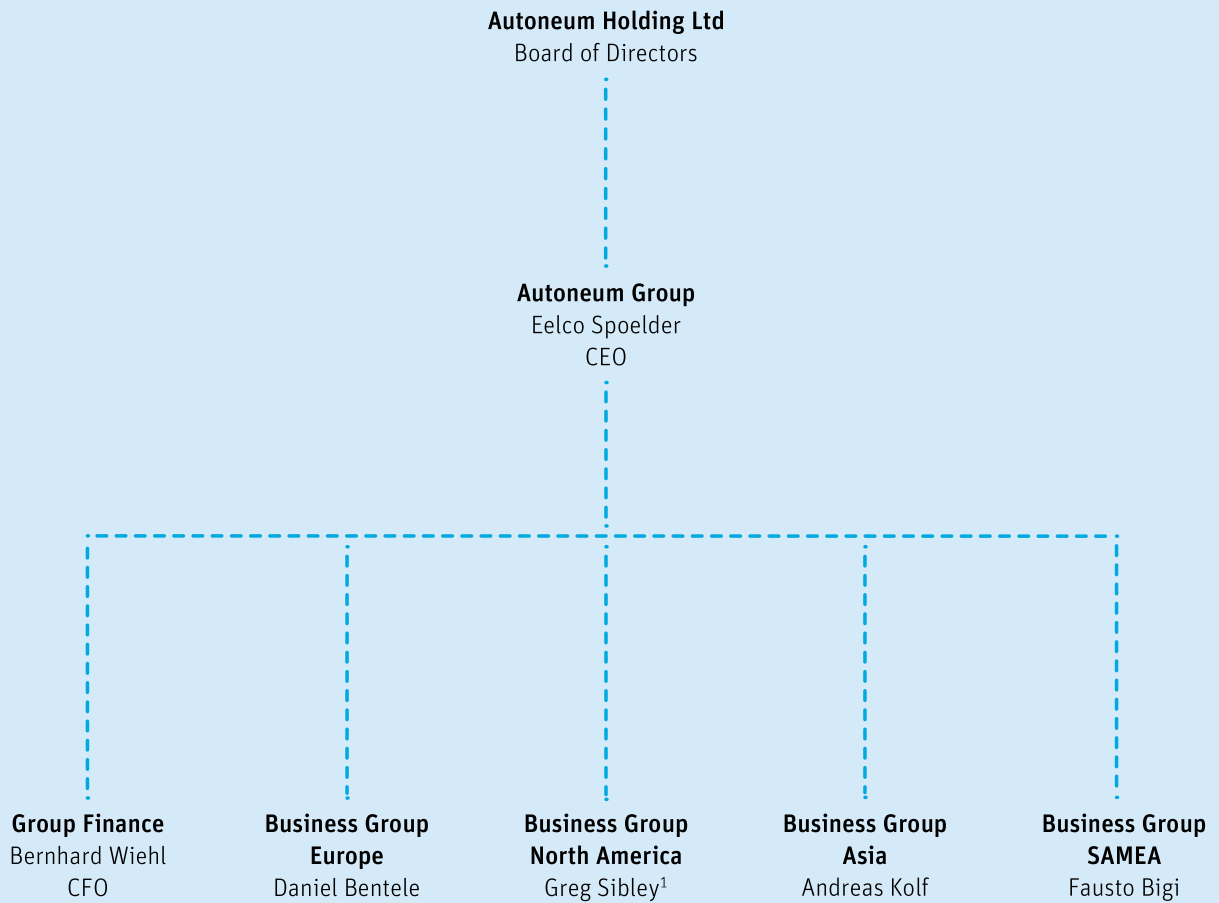 Autoneum Holding Ltd
Board of Directors
Autoneum Group
Eelco Spoelder
CEO
Group Finance
Bernhard Wiehl
CFO
Business Group
Europe
Daniel Bentele
Business Group
North America
Greg Sibley¹
Business Group
Asia
Andreas Kolf
Business Group
SAMEA
Fausto Bigi